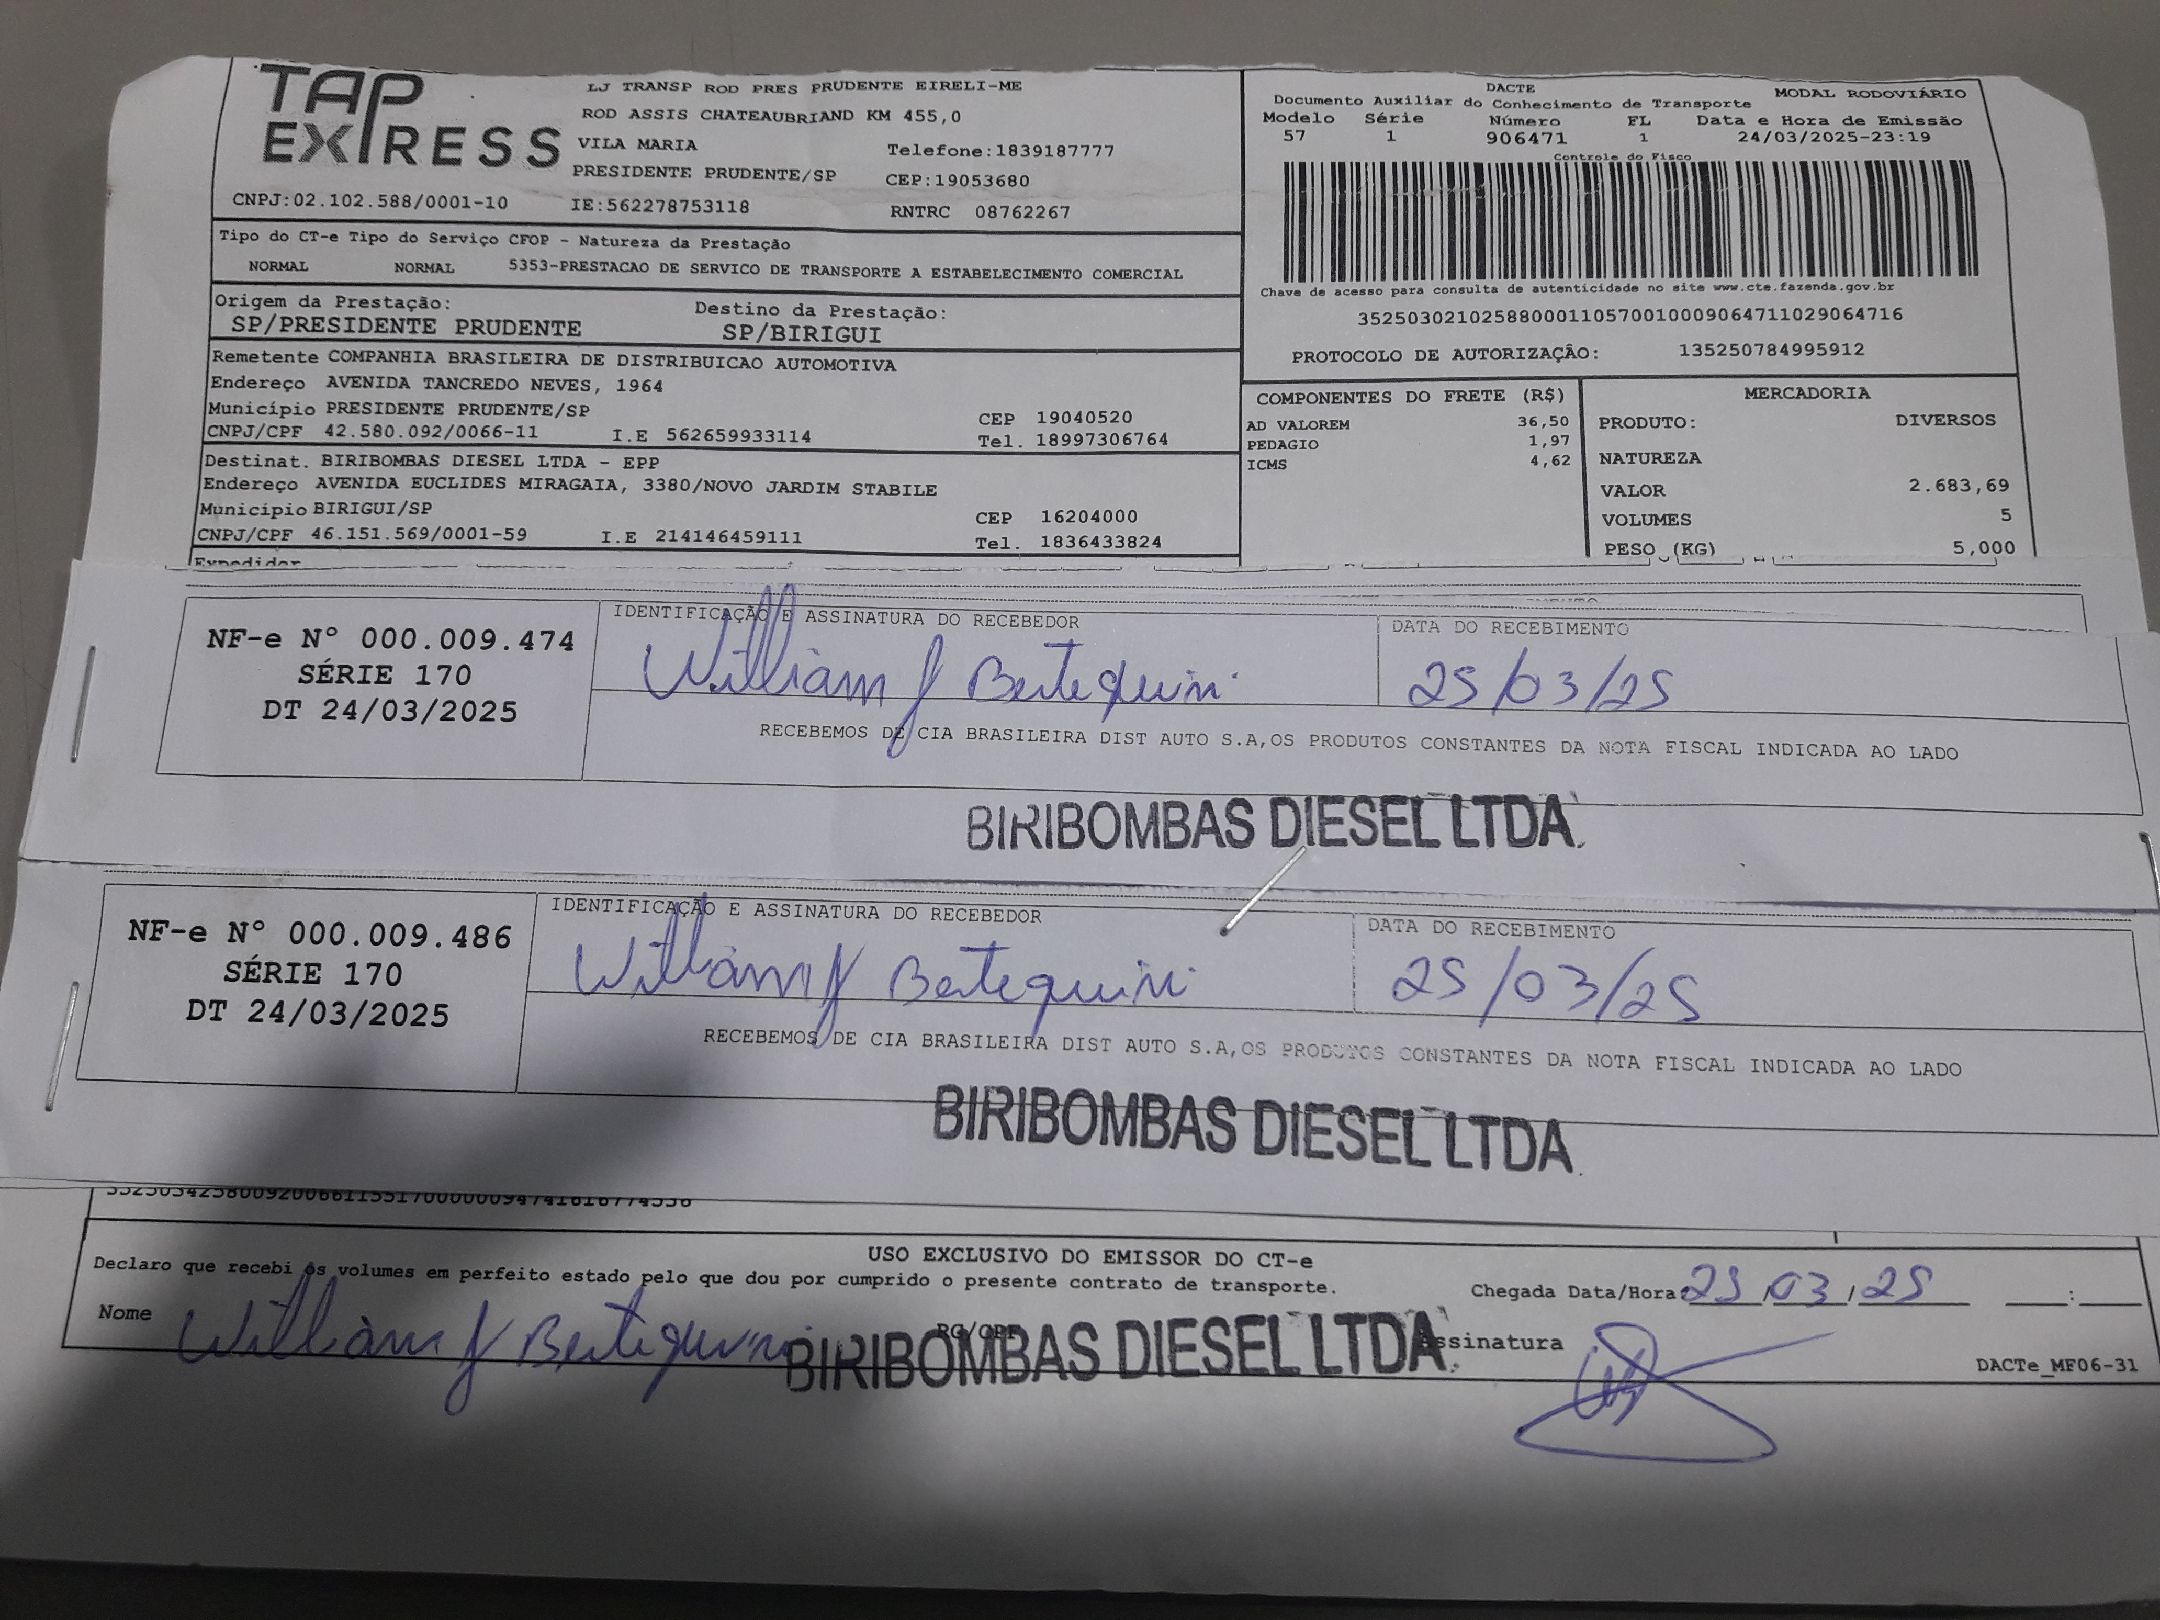 TAP
EXPRESS
LJ TRANSP ROD PRES PRUDENTE EIRELI-ME
ROD ASSIS CHATEAUBRIAND KM 455,0
VILA MARIA
Telefone:1839187777
PRESIDENTE PRUDENTE/SP
CEP:19053680
CNPJ:02.102.588/0001-10 IE:562278753118 RNTRC 08762267
Tipo do CT-e Tipo do Serviço CFOP - Natureza da Prestação
NORMAL NORMAL 5353-PRESTACAO DE SERVICO DE TRANSPORTE A ESTABELECIMENTO COMERCIAL
Origem da Prestação: Destino da Prestação:
SP/PRESIDENTE PRUDENTE SP/BIRIGUI
Remetente COMPANHIA BRASILEIRA DE DISTRIBUICAO AUTOMOTIVA
Endereço AVENIDA TANCREDO NEVES, 1964
Município PRESIDENTE PRUDENTE/SP CEP 19040520
CNPJ/CPF 42.580.092/0066-11 I.E 562659933114 Tel. 18997306764
Destinat. BIRIBOMBAS DIESEL LTDA - EPP
Endereço AVENIDA EUCLIDES MIRAGAIA, 3380/NOVO JARDIM STABILE
Município BIRIGUI/SP CEP 16204000
CNPJ/CPF 46.151.569/0001-59 I.E 214146459111 Tel. 1836433824
Expedidor
DACTE MODAL RODOVIÁRIO
Documento Auxiliar do Conhecimento de Transporte
Modelo Série Número FL Data e Hora de Emissão
57 1 906471 1 24/03/2025-23:19
Controle do Fisco
Chave de acesso para consulta de autenticidade no site www.cte.fazenda.gov.br
35250302102588000110570010009064711029064716
PROTOCOLO DE AUTORIZAÇÃO: 135250784995912
COMPONENTES DO FRETE (R$)
AD VALOREM 36,50
PEDAGIO 1,97
ICMS 4,62
MERCADORIA
PRODUTO: DIVERSOS
NATUREZA
VALOR 2.683,69
VOLUMES 5
PESO (KG) 5,000
NF-e N° 000.009.474
SÉRIE 170
DT 24/03/2025
IDENTIFICAÇÃO E ASSINATURA DO RECEBEDOR
William J Bertequini
DATA DO RECEBIMENTO
25/03/25
RECEBEMOS DE CIA BRASILEIRA DIST AUTO S.A,OS PRODUTOS CONSTANTES DA NOTA FISCAL INDICADA AO LADO
BIRIBOMBAS DIESEL LTDA.
NF-e N° 000.009.486
SÉRIE 170
DT 24/03/2025
IDENTIFICAÇÃO E ASSINATURA DO RECEBEDOR
William J Bertequini
DATA DO RECEBIMENTO
25/03/25
RECEBEMOS DE CIA BRASILEIRA DIST AUTO S.A,OS PRODUTOS CONSTANTES DA NOTA FISCAL INDICADA AO LADO
BIRIBOMBAS DIESEL LTDA.
USO EXCLUSIVO DO EMISSOR DO CT-e
Declaro que recebi os volumes em perfeito estado pelo que dou por cumprido o presente contrato de transporte.
Chegada Data/Hora: 25/03/25 :
Nome William J Bertequini RG/CPF
BIRIBOMBAS DIESEL LTDA.
Assinatura
DACTe_MF06-31